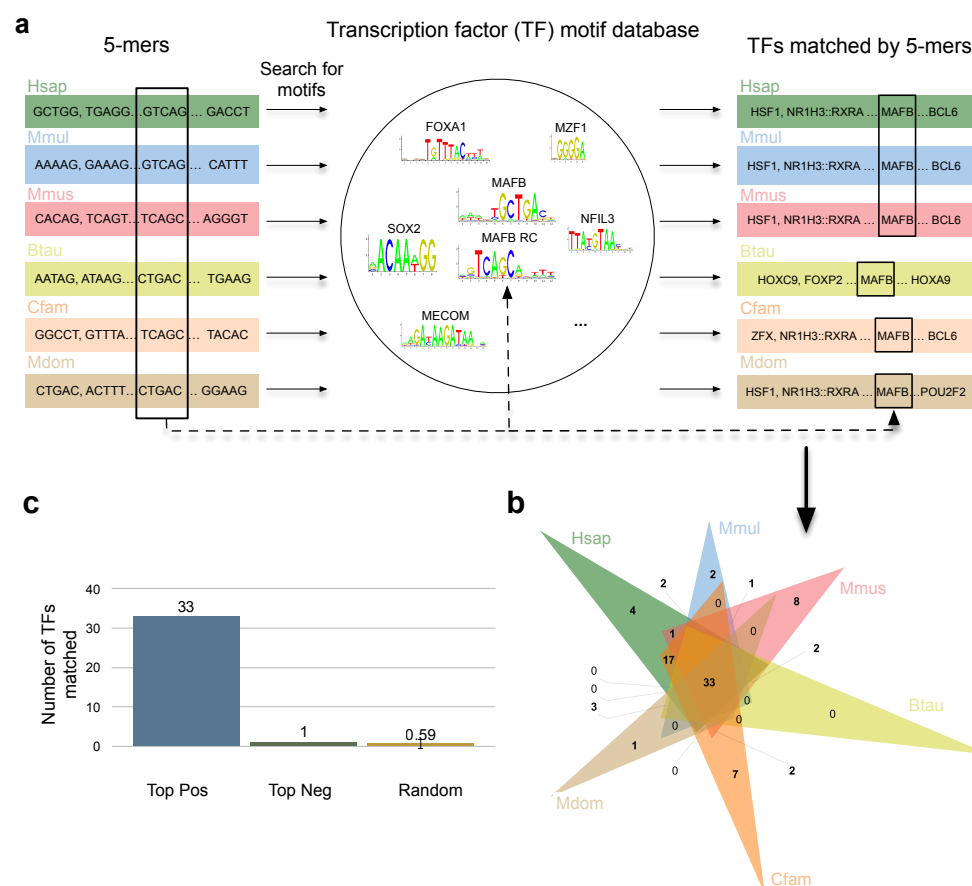 a
5-mers
Transcription factor (TF) motif database
TFs matched by 5-mers
Search for
motifs
Hsap
GCTGG, TGAGG...GTCAG... GACCT
Mmul
AAAAG, GAAAG...GTCAG... CATTT
Mmus
CACAG, TCAGT...TCAGC... AGGGT
Btau
AATAG, ATAAG...CTGAC ... TGAAG
Cfam
GGCCT, GTTTA...TCAGC... TACAC
Mdom
CTGAC, ACTTT...CTGAC ... GGAAG
FOXA1
MZF1
MAFB
SOX2
MAFB RC
NFIL3
MECOM
...
Hsap
HSF1, NR1H3::RXRA ... MAFB ...BCL6
Mmul
HSF1, NR1H3::RXRA ... MAFB ... BCL6
Mmus
HSF1, NR1H3::RXRA ... MAFB ... BCL6
Btau
HOXC9, FOXP2 ... MAFB ... HOXA9
Cfam
ZFX, NR1H3::RXRA ... MAFB ...BCL6
Mdom
HSF1, NR1H3::RXRA ... MAFB ...POU2F2
c
Number of TFs
matched
40
30
20
10
0
33
1
0.59
Top Pos
Top Neg
Random
b
Hsap
Mmul
Mmus
Btau
Cfam
Mdom
2
2
1
8
4
0
1
0
2
17
33
0
0
3
0
0
0
0
1
0
7
2